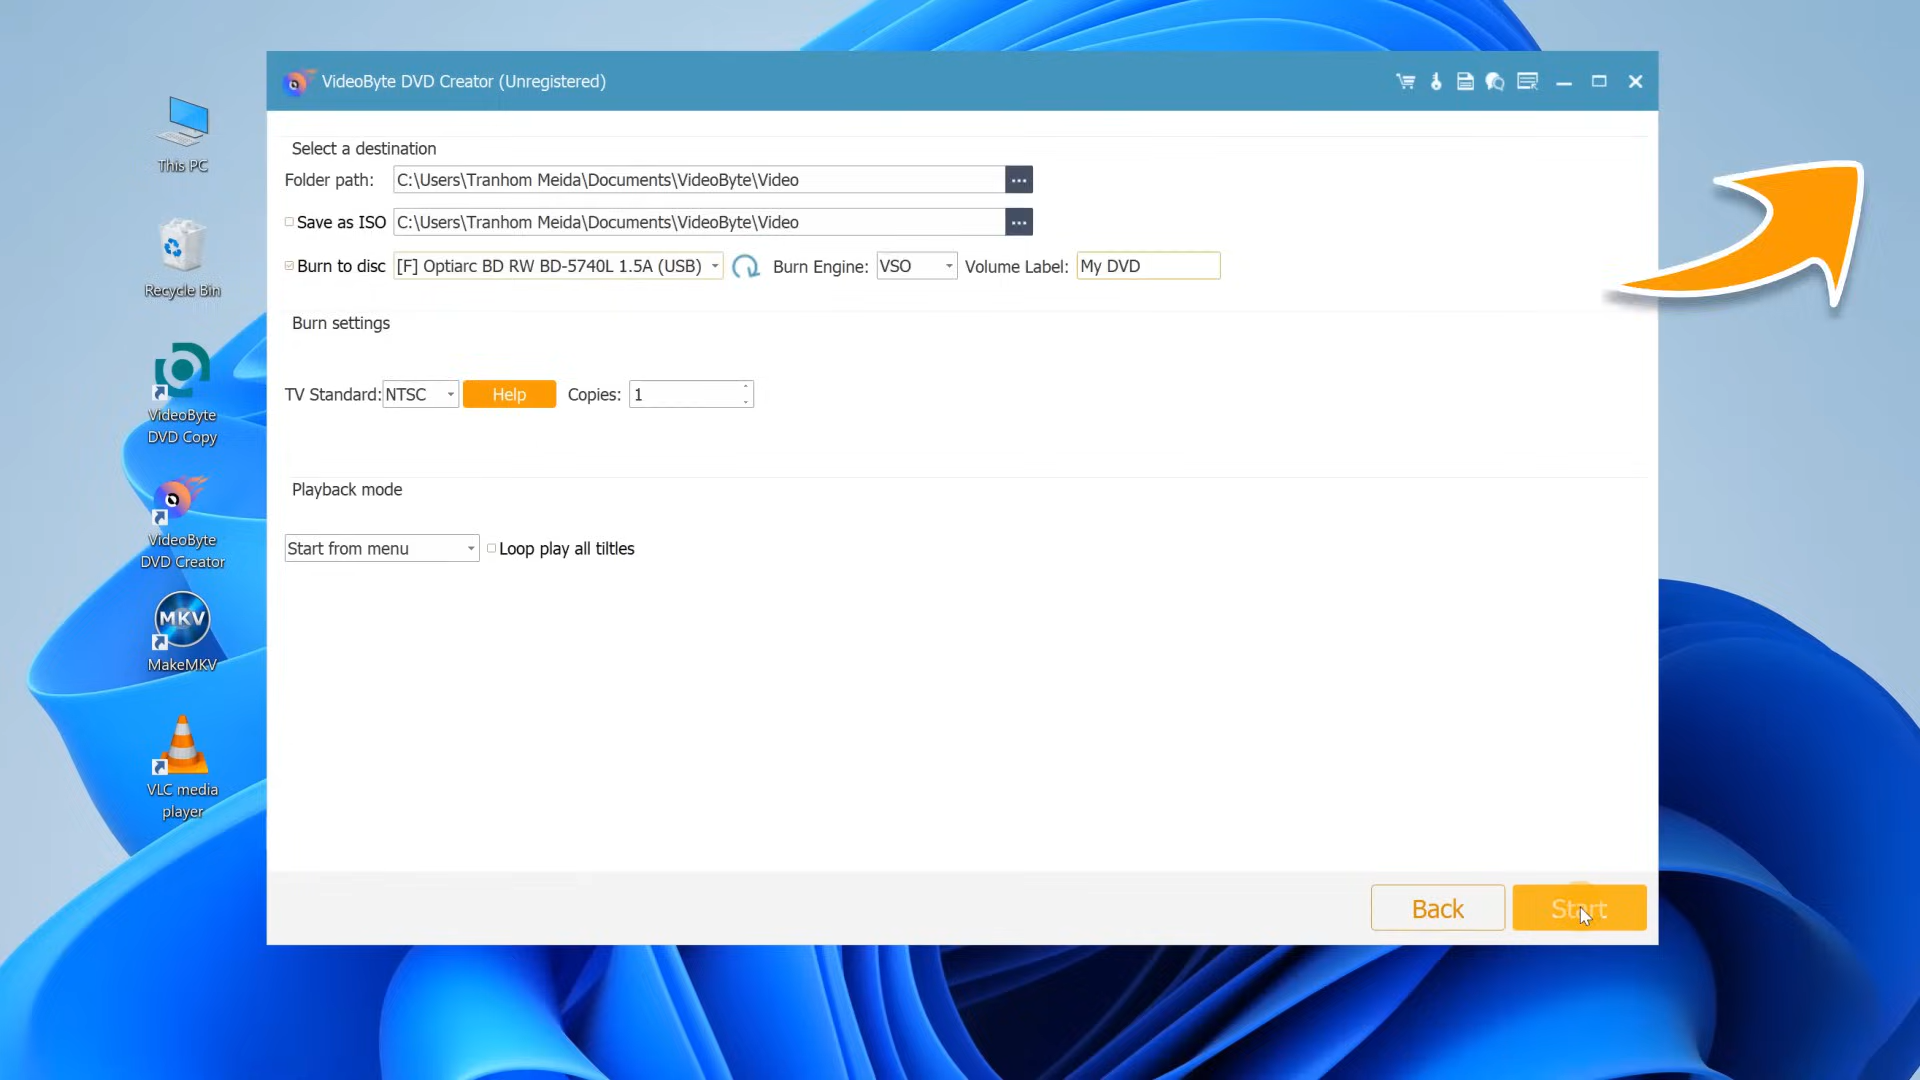 VideoByte DVD Creator (Unregistered)
This PC
Recycle Bin
VideoByte
DVD Copy
VideoByte
DVD Creator
MKV
MakeMKV
VLC media
player
Select a destination
Folder path: C:\Users\Tranhom Meida\Documents\VideoByte\Video ...
Save as ISO C:\Users\Tranhom Meida\Documents\VideoByte\Video ...
Burn to disc [F] Optiarc BD RW BD-5740L 1.5A (USB) Burn Engine: VSO Volume Label: My DVD
Burn settings
TV Standard: NTSC Help Copies: 1
Playback mode
Start from menu Loop play all tiltles
Back Start